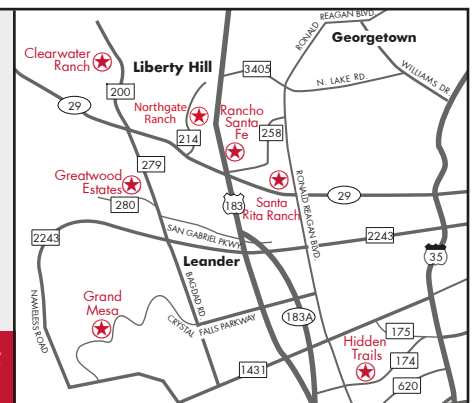 RONALD REAGAN BLVD.
Georgetown
Clearwater
Ranch
Liberty Hill
3405
N. LAKE RD.
WILLIAMS DR.
200
29
Northgate
Ranch
214
Rancho
Santa
Fe
258
279
Greatwood
Estates
280
183
Santa
Rita Ranch
RONALD REAGAN BLVD.
29
2243
SAN GABRIEL PKWY
2243
Leander
35
NAMELESS ROAD
Grand
Mesa
BAGDAD RD.
CRYSTAL FALLS PARKWAY
183A
175
Hidden
Trails
174
1431
620